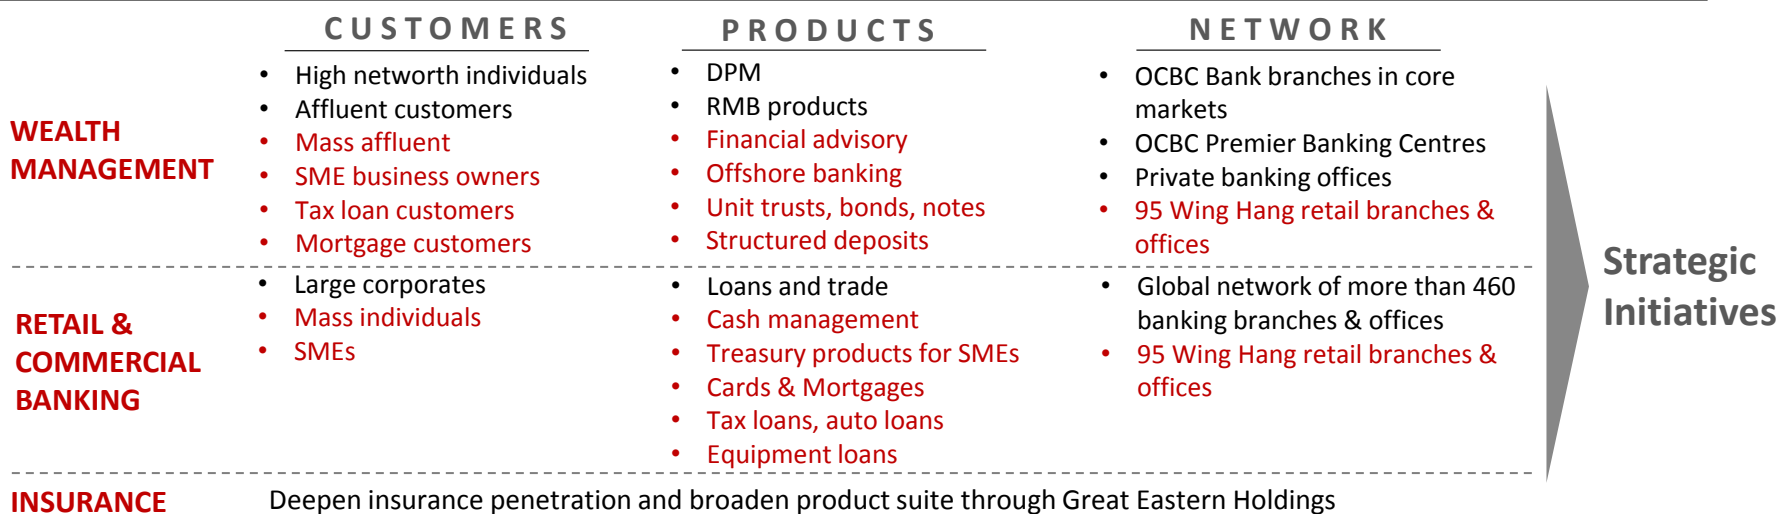 CUSTOMERS
PRODUCTS
NETWORK
WEALTH
MANAGEMENT
• High networth individuals
• Affluent customers
• Mass affluent
• SME business owners
• Tax loan customers
• Mortgage customers
• DPM
• RMB products
• Financial advisory
• Offshore banking
• Unit trusts, bonds, notes
• Structured deposits
• OCBC Bank branches in core
markets
• OCBC Premier Banking Centres
• Private banking offices
• 95 Wing Hang retail branches &
offices
RETAIL &
COMMERCIAL
BANKING
• Large corporates
• Mass individuals
• SMEs
• Loans and trade
• Cash management
• Treasury products for SMEs
• Cards & Mortgages
• Tax loans, auto loans
• Equipment loans
• Global network of more than 460
banking branches & offices
• 95 Wing Hang retail branches &
offices
Strategic
Initiatives
INSURANCE
Deepen insurance penetration and broaden product suite through Great Eastern Holdings